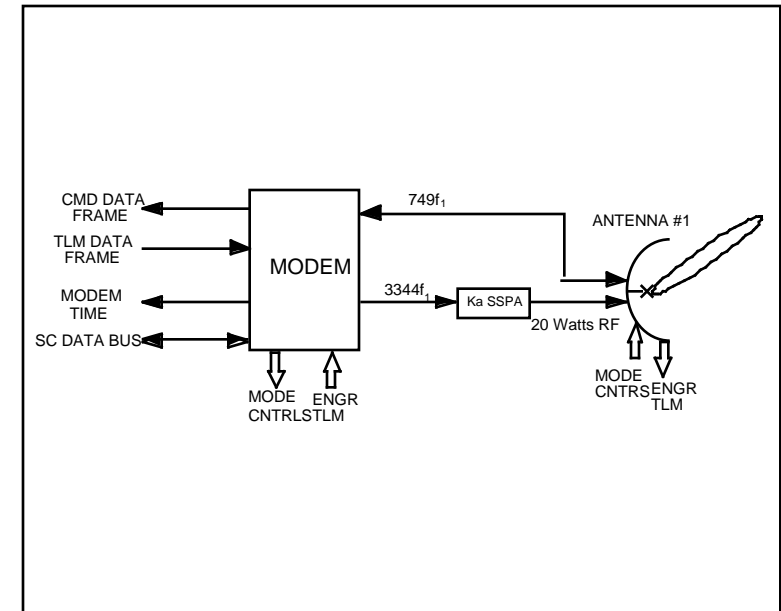 CMD DATA
FRAME
TLM DATA
FRAME
MODEM
TIME
SC DATA BUS
MODEM
MODE
CNTRLS
ENGR
TLM
749f₁
3344f₁
Ka SSPA
20 Watts RF
ANTENNA #1
MODE
CNTRS
ENGR
TLM